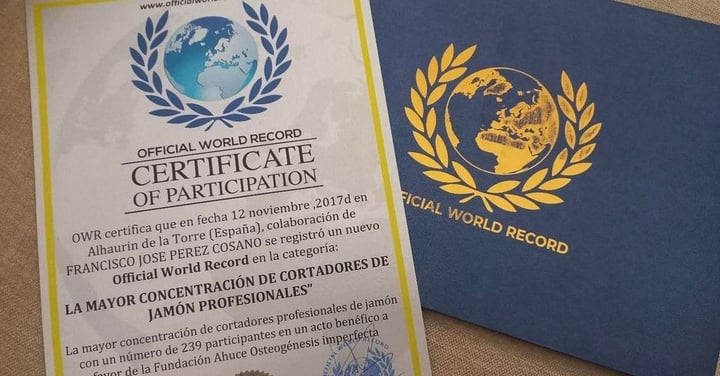 www.officialworld
OFFICIAL WORLD RECORD
CERTIFICATE
OF PARTICIPATION
OWR certifica que en fecha 12 noviembre ,2017d en
Alhaurin de la Torre (España), colaboración de
FRANCISCO JOSE PEREZ COSANO se registró un nuevo
Official World Record en la categoría:
LA MAYOR CONCENTRACIÓN DE CORTADORES DE
JAMÓN PROFESIONALES"
La mayor concentración de cortadores profesionales de jamón
con un número de 239 participantes en un acto benéfico a
favor de la Fundación Ahuce Osteogénesis imperfecta
OFFICIAL WORLD RECORD
FICIAL WORLD RECORD